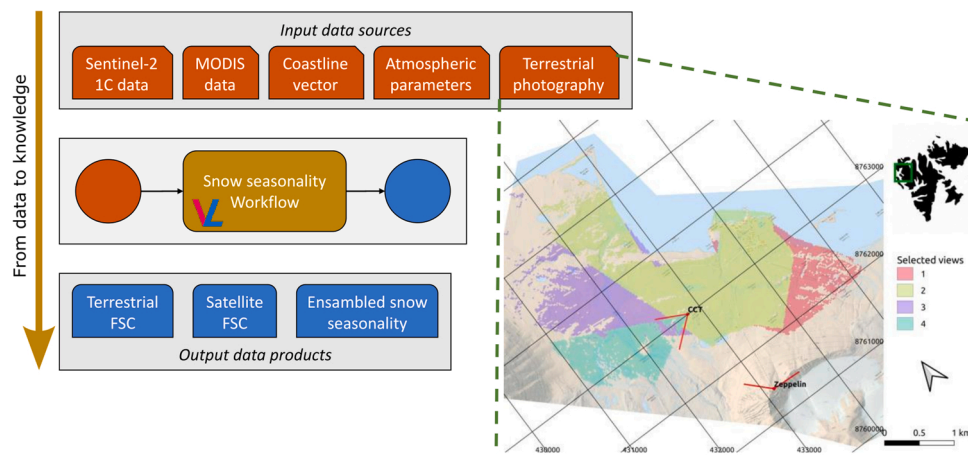 From data to knowledge
Input data sources
Sentinel-2
1C data
MODIS
data
Coastline
vector
Atmospheric
parameters
Terrestrial
photography
Snow seasonality
Workflow
VL
Terrestrial
FSC
Satellite
FSC
Ensambled snow
seasonality
Output data products
8763000
8762000
8761000
8760000
CCT
Zeppelin
430000
431000
432000
433000
Selected views
1
2
3
4
0 0.5 1 km